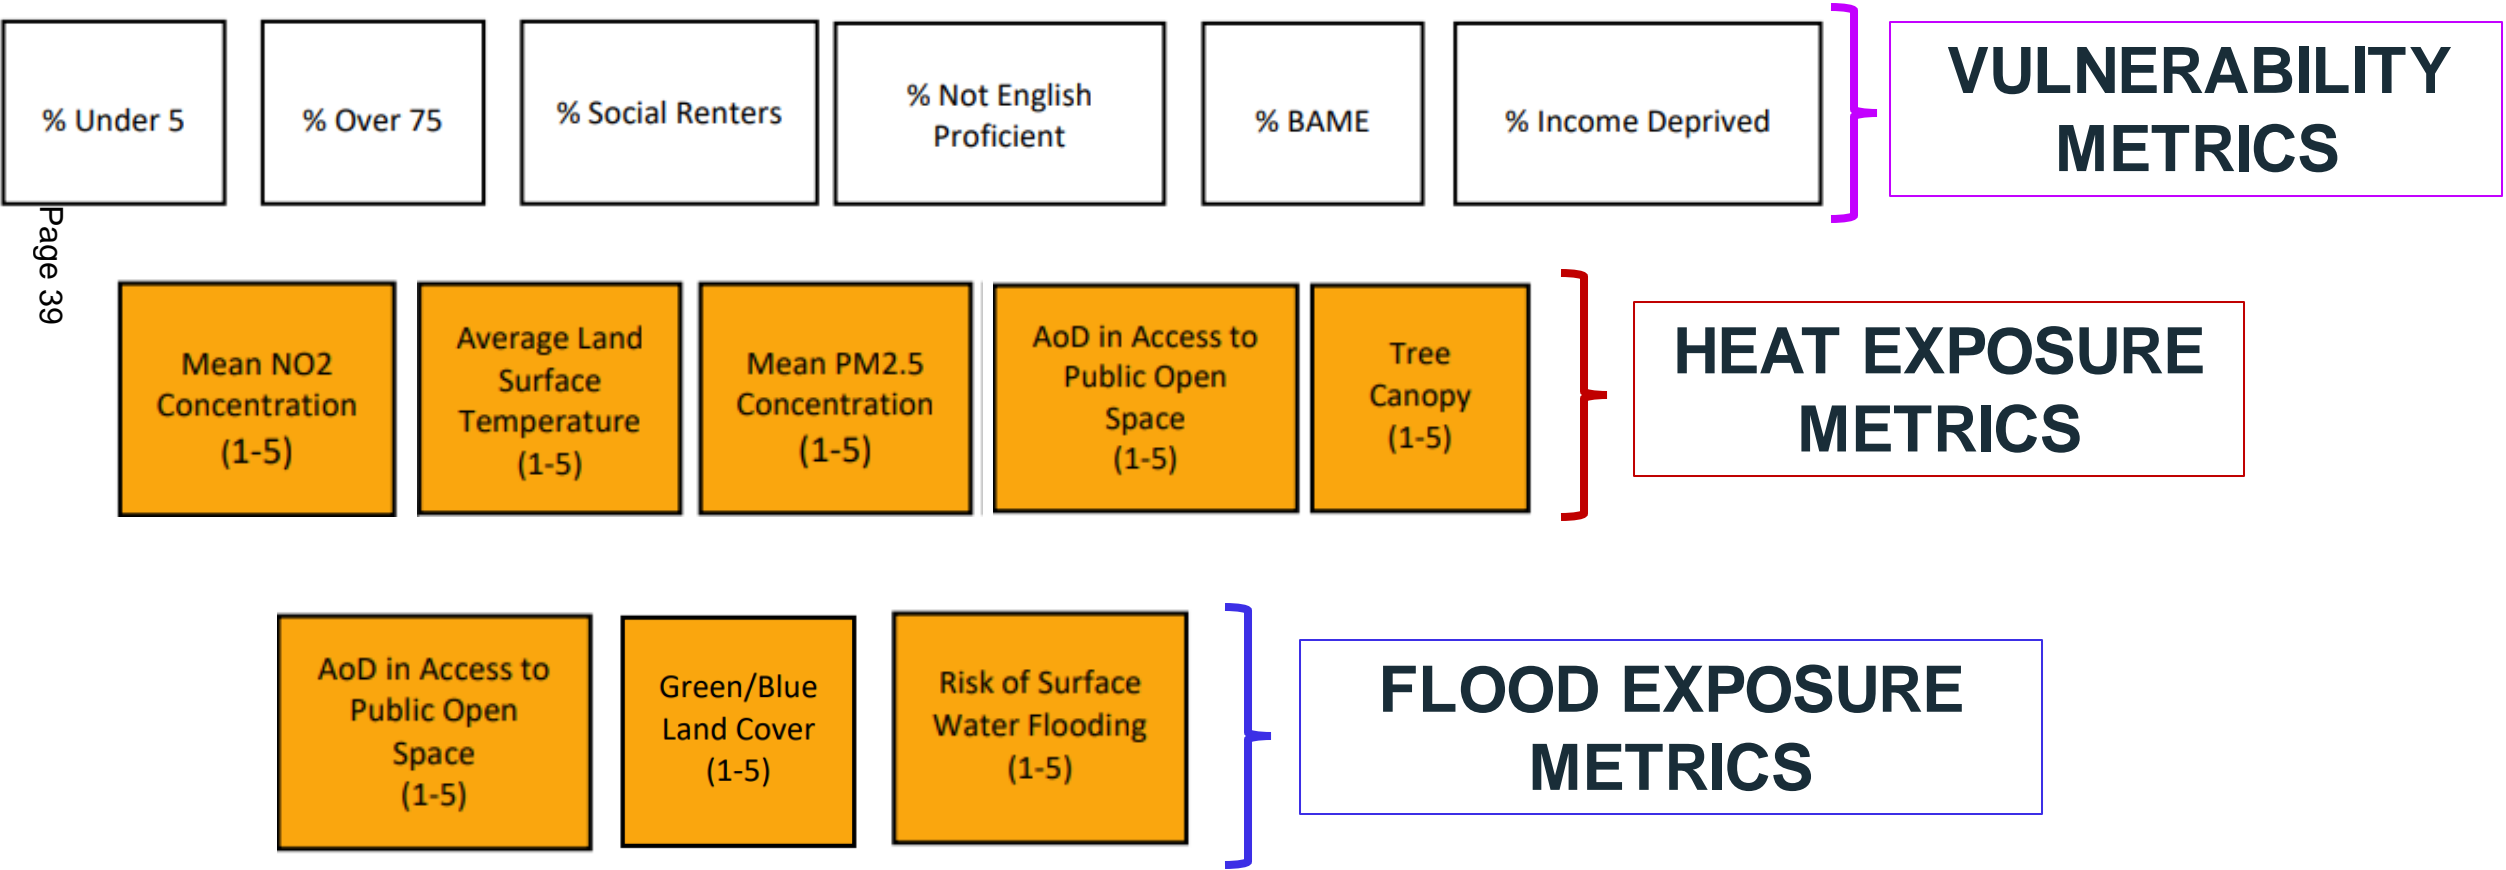 % Under 5
% Over 75
% Social Renters
% Not English
Proficient
% BAME
% Income Deprived
VULNERABILITY
METRICS
Page 39
Mean NO2
Concentration
(1-5)
Average Land
Surface
Temperature
(1-5)
Mean PM2.5
Concentration
(1-5)
AoD in Access to
Public Open
Space
(1-5)
Tree
Canopy
(1-5)
HEAT EXPOSURE
METRICS
AoD in Access to
Public Open
Space
(1-5)
Green/Blue
Land Cover
(1-5)
Risk of Surface
Water Flooding
(1-5)
FLOOD EXPOSURE
METRICS